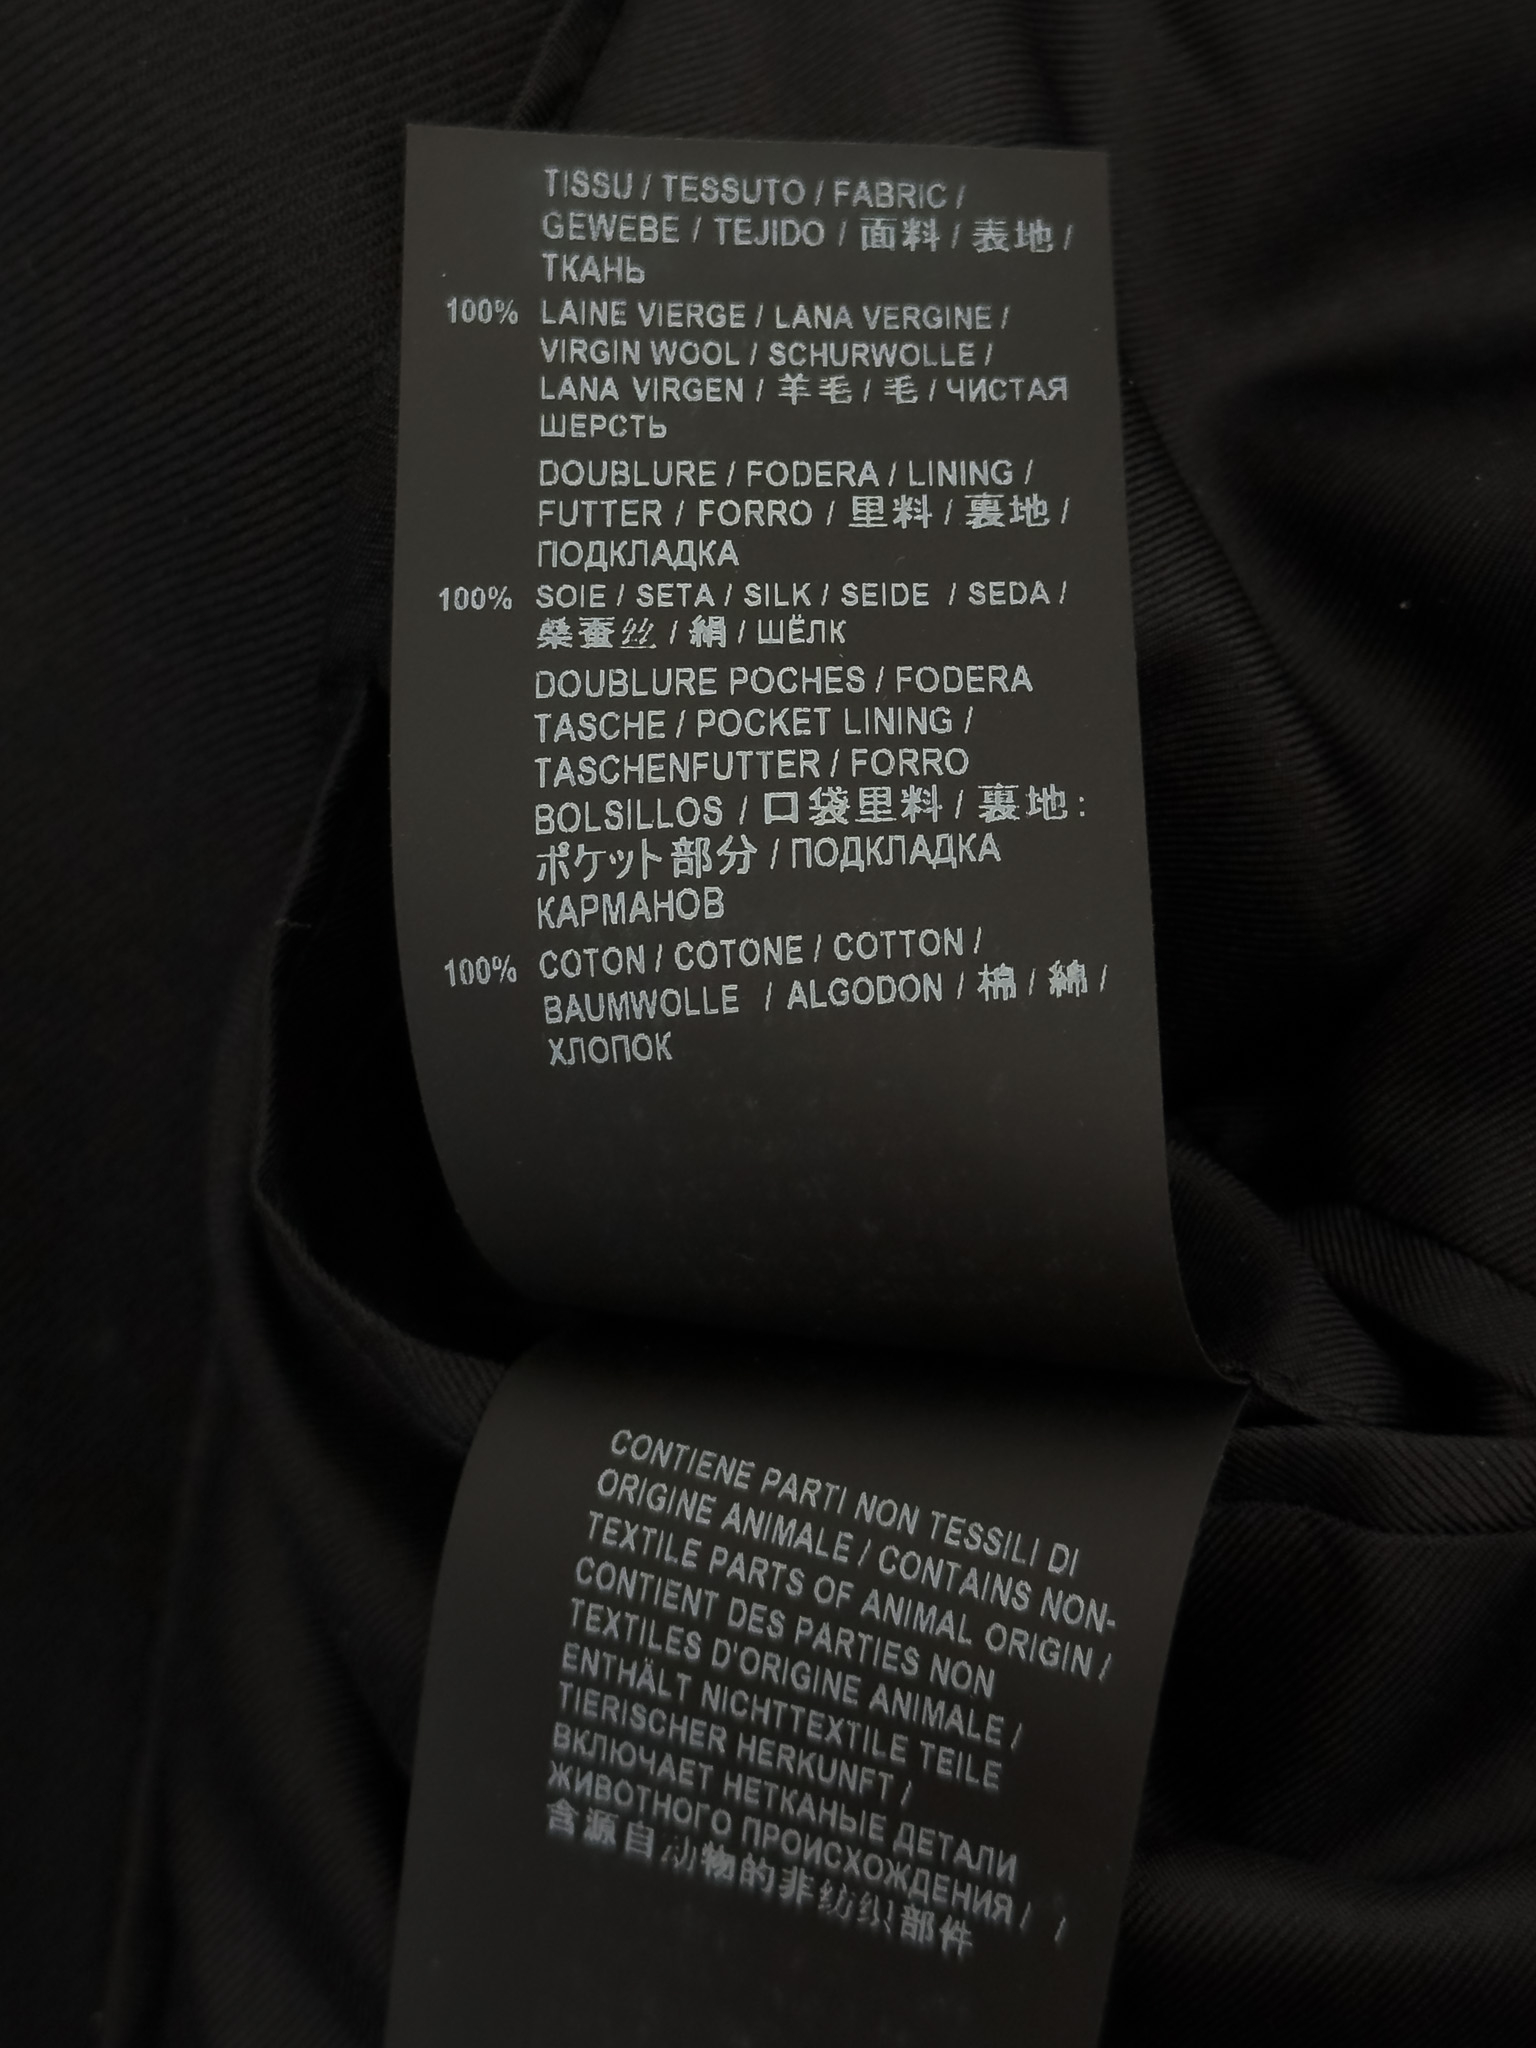 TISSU / TESSUTO / FABRIC /
GEWEBE / TEJIDO / 面料 / 表地 /
ТКАНЬ
100% LAINE VIERGE / LANA VERGINE /
VIRGIN WOOL / SCHURWOLLE /
LANA VIRGEN / 羊毛 / 毛 / ЧИСТАЯ
ШЕРСТЬ
DOUBLURE / FODERA / LINING /
FUTTER / FORRO / 里料 / 裏地 /
ПОДКЛАДКА
100% SOIE / SETA / SILK / SEIDE / SEDA /
桑蚕丝 / 絹 / ШЁЛК
DOUBLURE POCHES / FODERA
TASCHE / POCKET LINING /
TASCHENFUTTER / FORRO
BOLSILLOS / 口袋里料 / 裏地:
ポケット部分 / ПОДКЛАДКА
КАРМАНОВ
100% COTON / COTONE / COTTON /
BAUMWOLLE / ALGODON / 棉 / 綿 /
ХЛОПОК
CONTIENE PARTI NON TESSILI DI
ORIGINE ANIMALE / CONTAINS NON-
TEXTILE PARTS OF ANIMAL ORIGIN /
CONTIENT DES PARTIES NON
TEXTILES D'ORIGINE ANIMALE /
ENTHÄLT NICHTTEXTILE TEILE
TIERISCHER HERKUNFT /
ВКЛЮЧАЕТ НЕТКАНЫЕ ДЕТАЛИ
ЖИВОТНОГО ПРОИСХОЖДЕНИЯ / /
含源自动物的非纺织部件